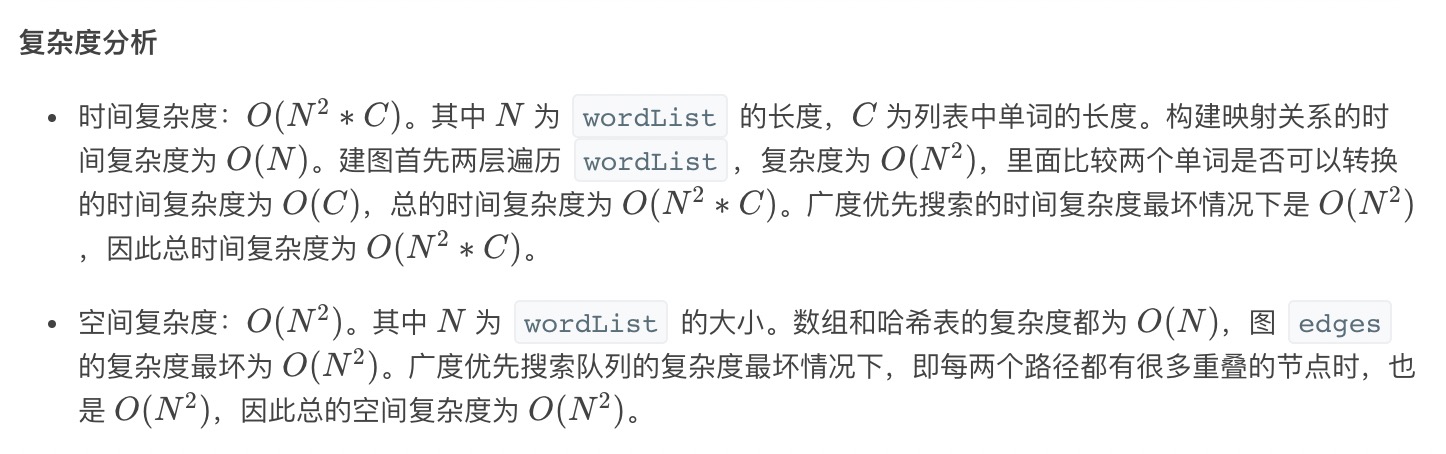 复杂度分析
• 时间复杂度：O(N² * C)。其中 N 为 wordList 的长度，C 为列表中单词的长度。构建映射关系的时
间复杂度为 O(N)。建图首先两层遍历 wordList，复杂度为 O(N²)，里面比较两个单词是否可以转换
的时间复杂度为 O(C)，总的时间复杂度为 O(N² * C)。广度优先搜索的时间复杂度最坏情况下是 O(N²)
，因此总时间复杂度为 O(N² * C)。
• 空间复杂度：O(N²)。其中 N 为 wordList 的大小。数组和哈希表的复杂度都为 O(N)，图 edges
的复杂度最坏为 O(N²)。广度优先搜索队列的复杂度最坏情况下，即每两个路径都有很多重叠的节点时，也
是 O(N²)，因此总的空间复杂度为 O(N²)。